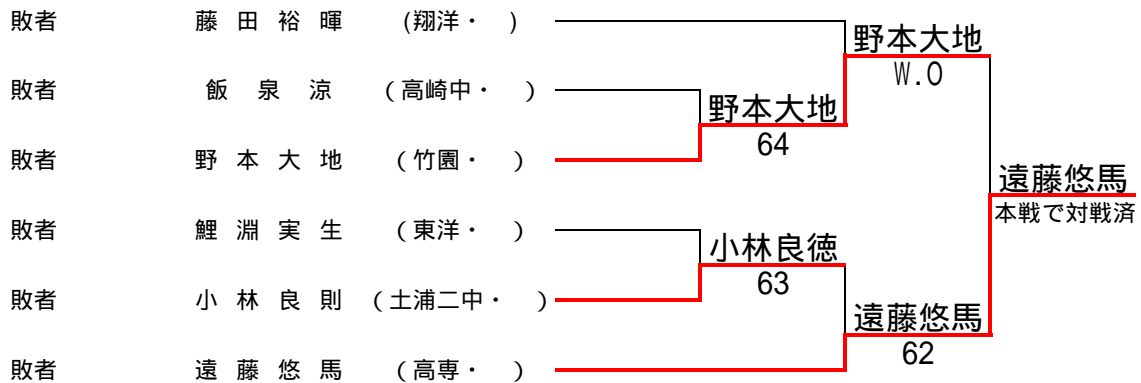 敗者 藤田裕暉 (翔洋・ )
野本大地
W.O
敗者 飯泉涼 (高崎中・ )
野本大地
64
敗者 野本大地 (竹園・ )
遠藤悠馬
本戦で対戦済
敗者 鯉淵実生 (東洋・ )
小林良徳
63
敗者 小林良則 (土浦二中・ )
遠藤悠馬
62
敗者 遠藤悠馬 (高専・ )